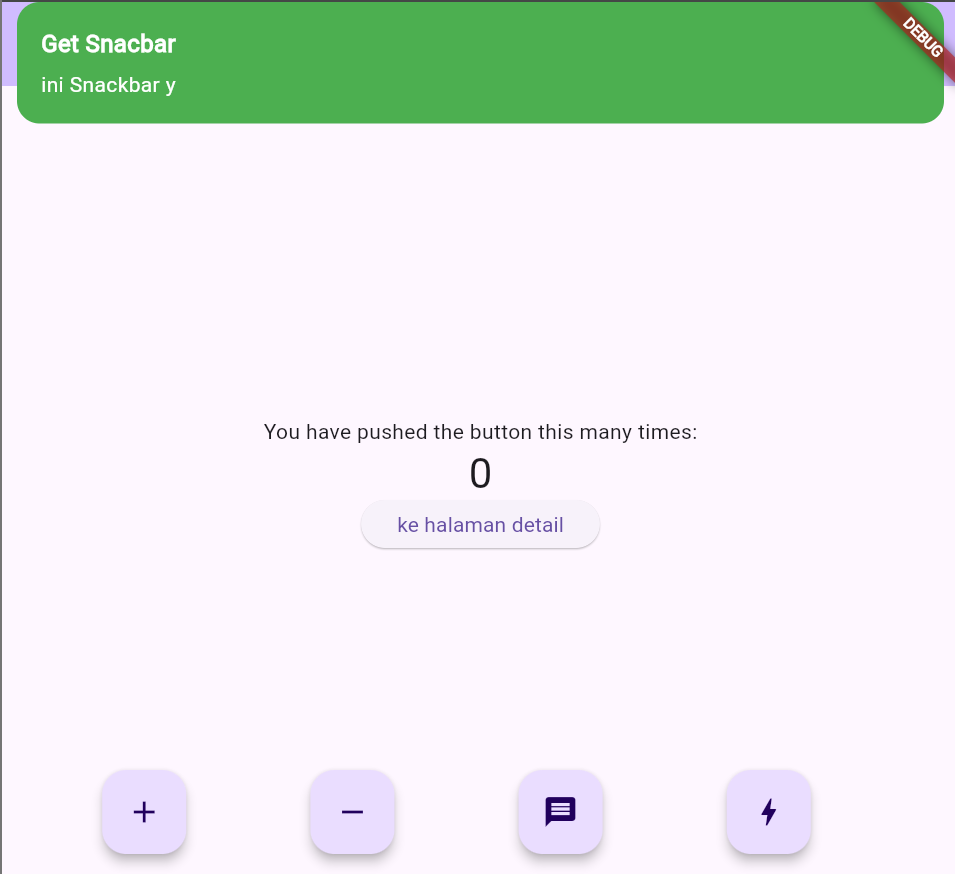 Get Snacbar
ini Snackbar y
DEBUG
You have pushed the button this many times:
0
ke halaman detail